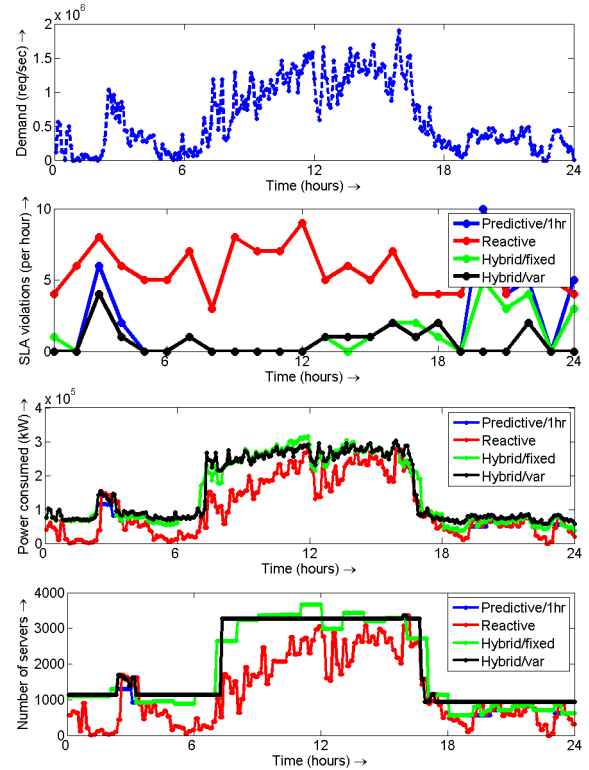 2 x 10^6
1.5
1
0.5
0
Demand (req/sec) →
0 6 12 18 24
Time (hours) →
10
5
0
SLA violations (per hour) →
Predictive/1hr
Reactive
Hybrid/fixed
Hybrid/var
0 6 12 18 24
Time (hours) →
4 x 10^5
3
2
1
0
Power consumed (kW) →
Predictive/1hr
Reactive
Hybrid/fixed
Hybrid/var
0 6 12 18 24
Time (hours) →
4000
3000
2000
1000
0
Number of servers →
Predictive/1hr
Reactive
Hybrid/fixed
Hybrid/var
0 6 12 18 24
Time (hours) →